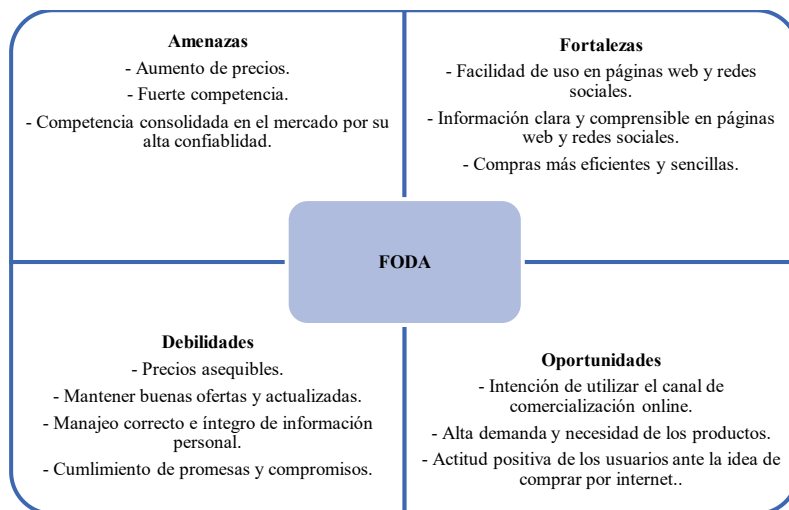 Amenazas
- Aumento de precios.
- Fuerte competencia.
- Competencia consolidada en el mercado por su
alta confiablidad.
Fortalezas
- Facilidad de uso en páginas web y redes
sociales.
- Información clara y comprensible en páginas
web y redes sociales.
- Compras más eficientes y sencillas.
FODA
Debilidades
- Precios asequibles.
- Mantener buenas ofertas y actualizadas.
- Manajeo correcto e íntegro de información
personal.
- Cumlimiento de promesas y compromisos.
Oportunidades
- Intención de utilizar el canal de
comercialización online.
- Alta demanda y necesidad de los productos.
- Actitud positiva de los usuarios ante la idea de
comprar por internet..